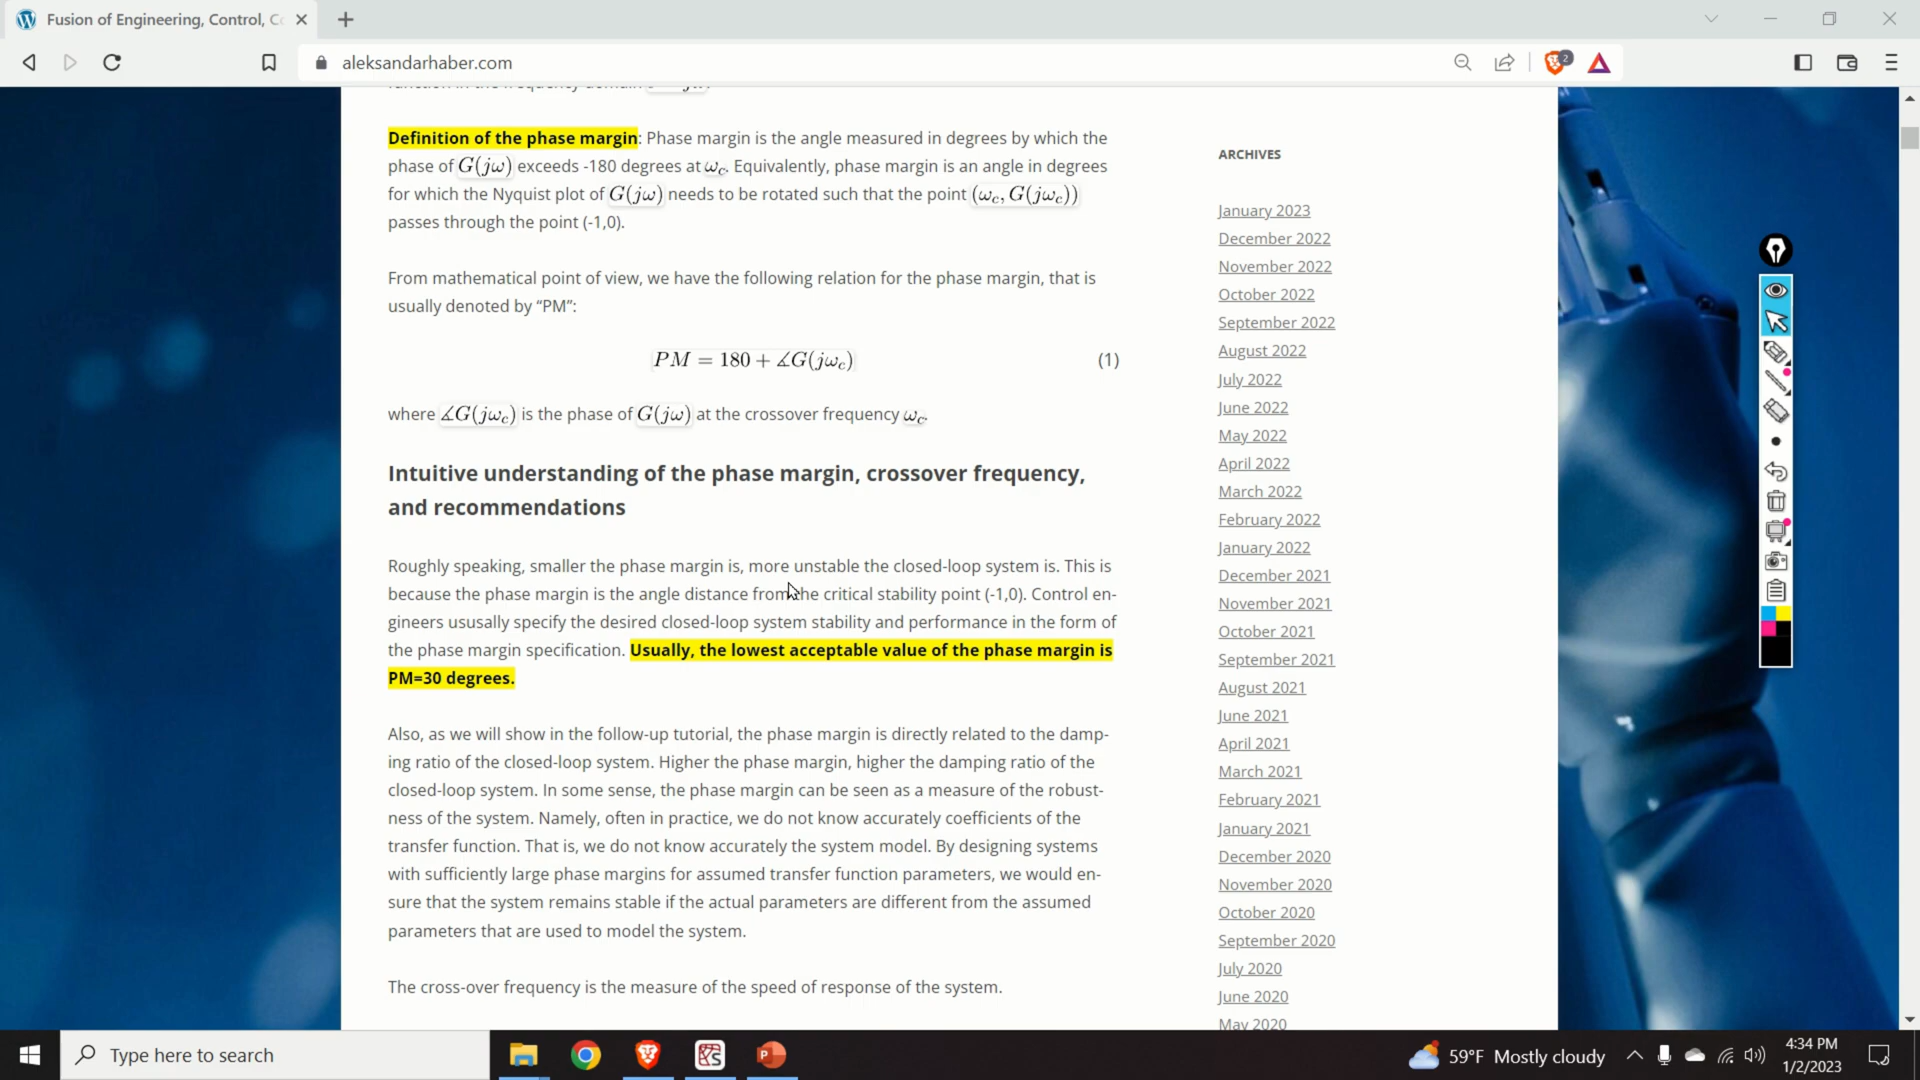 Fusion of Engineering, Control, Co
aleksandarhaber.com
2
Definition of the phase margin: Phase margin is the angle measured in degrees by which the
phase of G(jω) exceeds -180 degrees at ω_c. Equivalently, phase margin is an angle in degrees
for which the Nyquist plot of G(jω) needs to be rotated such that the point (ω_c, G(jω_c))
passes through the point (-1,0).
From mathematical point of view, we have the following relation for the phase margin, that is
usually denoted by “PM”:
PM = 180 + ∡G(jω_c) (1)
where ∡G(jω_c) is the phase of G(jω) at the crossover frequency ω_c.
Intuitive understanding of the phase margin, crossover frequency,
and recommendations
Roughly speaking, smaller the phase margin is, more unstable the closed-loop system is. This is
because the phase margin is the angle distance from the critical stability point (-1,0). Control en-
gineers ususally specify the desired closed-loop system stability and performance in the form of
the phase margin specification. Usually, the lowest acceptable value of the phase margin is
PM=30 degrees.
Also, as we will show in the follow-up tutorial, the phase margin is directly related to the damp-
ing ratio of the closed-loop system. Higher the phase margin, higher the damping ratio of the
closed-loop system. In some sense, the phase margin can be seen as a measure of the robust-
ness of the system. Namely, often in practice, we do not know accurately coefficients of the
transfer function. That is, we do not know accurately the system model. By designing systems
with sufficiently large phase margins for assumed transfer function parameters, we would en-
sure that the system remains stable if the actual parameters are different from the assumed
parameters that are used to model the system.
The cross-over frequency is the measure of the speed of response of the system.
ARCHIVES
January 2023
December 2022
November 2022
October 2022
September 2022
August 2022
July 2022
June 2022
May 2022
April 2022
March 2022
February 2022
January 2022
December 2021
November 2021
October 2021
September 2021
August 2021
June 2021
April 2021
March 2021
February 2021
January 2021
December 2020
November 2020
October 2020
September 2020
July 2020
June 2020
May 2020
Type here to search
59°F Mostly cloudy
4:34 PM
1/2/2023